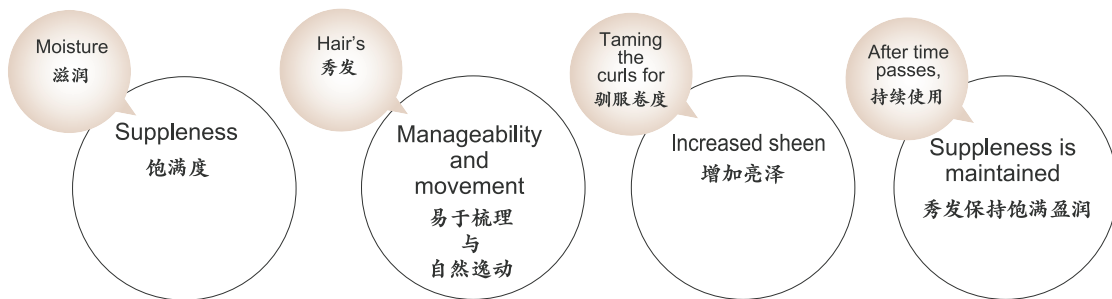 Moisture
滋润
Suppleness
饱满度
Hair's
秀发
Manageability
and
movement
易于梳理
与
自然逸动
Taming
the
curls for
驯服卷度
Increased sheen
增加亮泽
After time
passes,
持续使用
Suppleness is
maintained
秀发保持饱满盈润